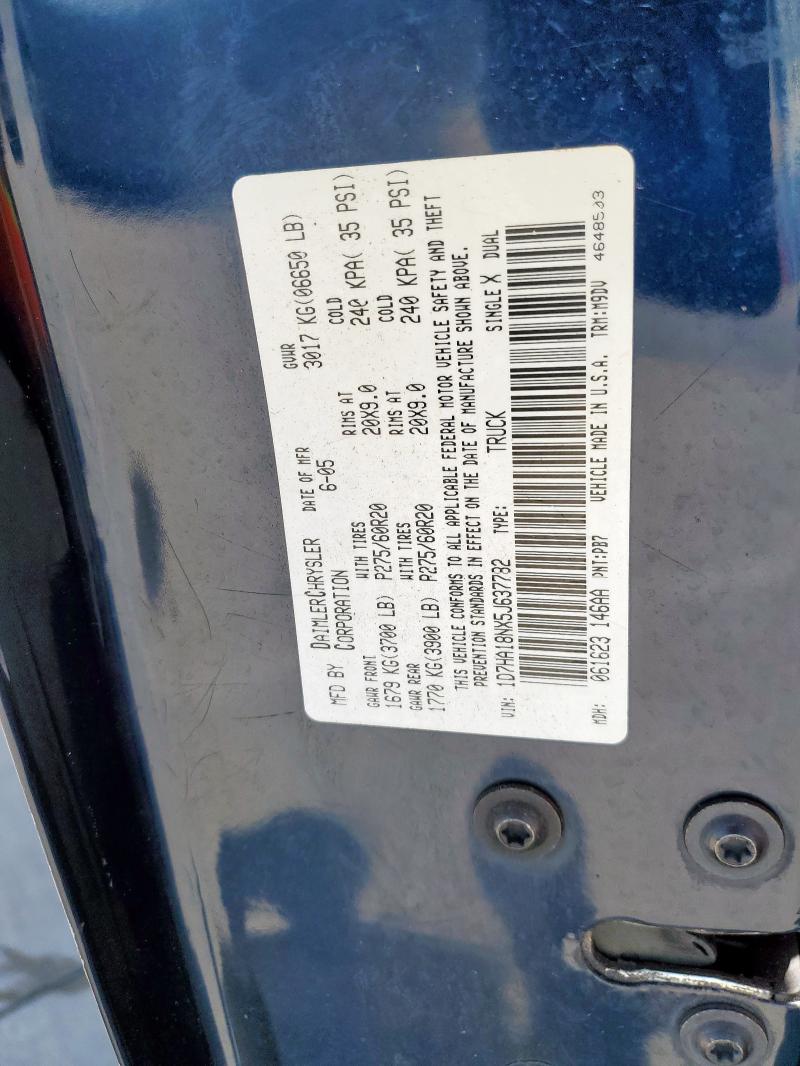 MFD BY DAIMLERCHRYSLER CORPORATION
DATE OF MFR 6-05
GVWR 3017 KG(06650 LB)
GAWR FRONT WITH TIRES RIMS AT COLD
1679 KG(3700 LB) P275/60R20 20X9.0 240 KPA( 35 PSI)
GAWR REAR WITH TIRES RIMS AT COLD
1770 KG(3900 LB) P275/60R20 20X9.0 240 KPA( 35 PSI)
THIS VEHICLE CONFORMS TO ALL APPLICABLE FEDERAL MOTOR VEHICLE SAFETY AND THEFT
PREVENTION STANDARDS IN EFFECT ON THE DATE OF MANUFACTURE SHOWN ABOVE.
VIN: 1D7HA18NX5J637782 TYPE: TRUCK SINGLE X DUAL
MDH: 061623 146AA PNT:PB7 VEHICLE MADE IN U.S.A. TRM:M9DV 4648503